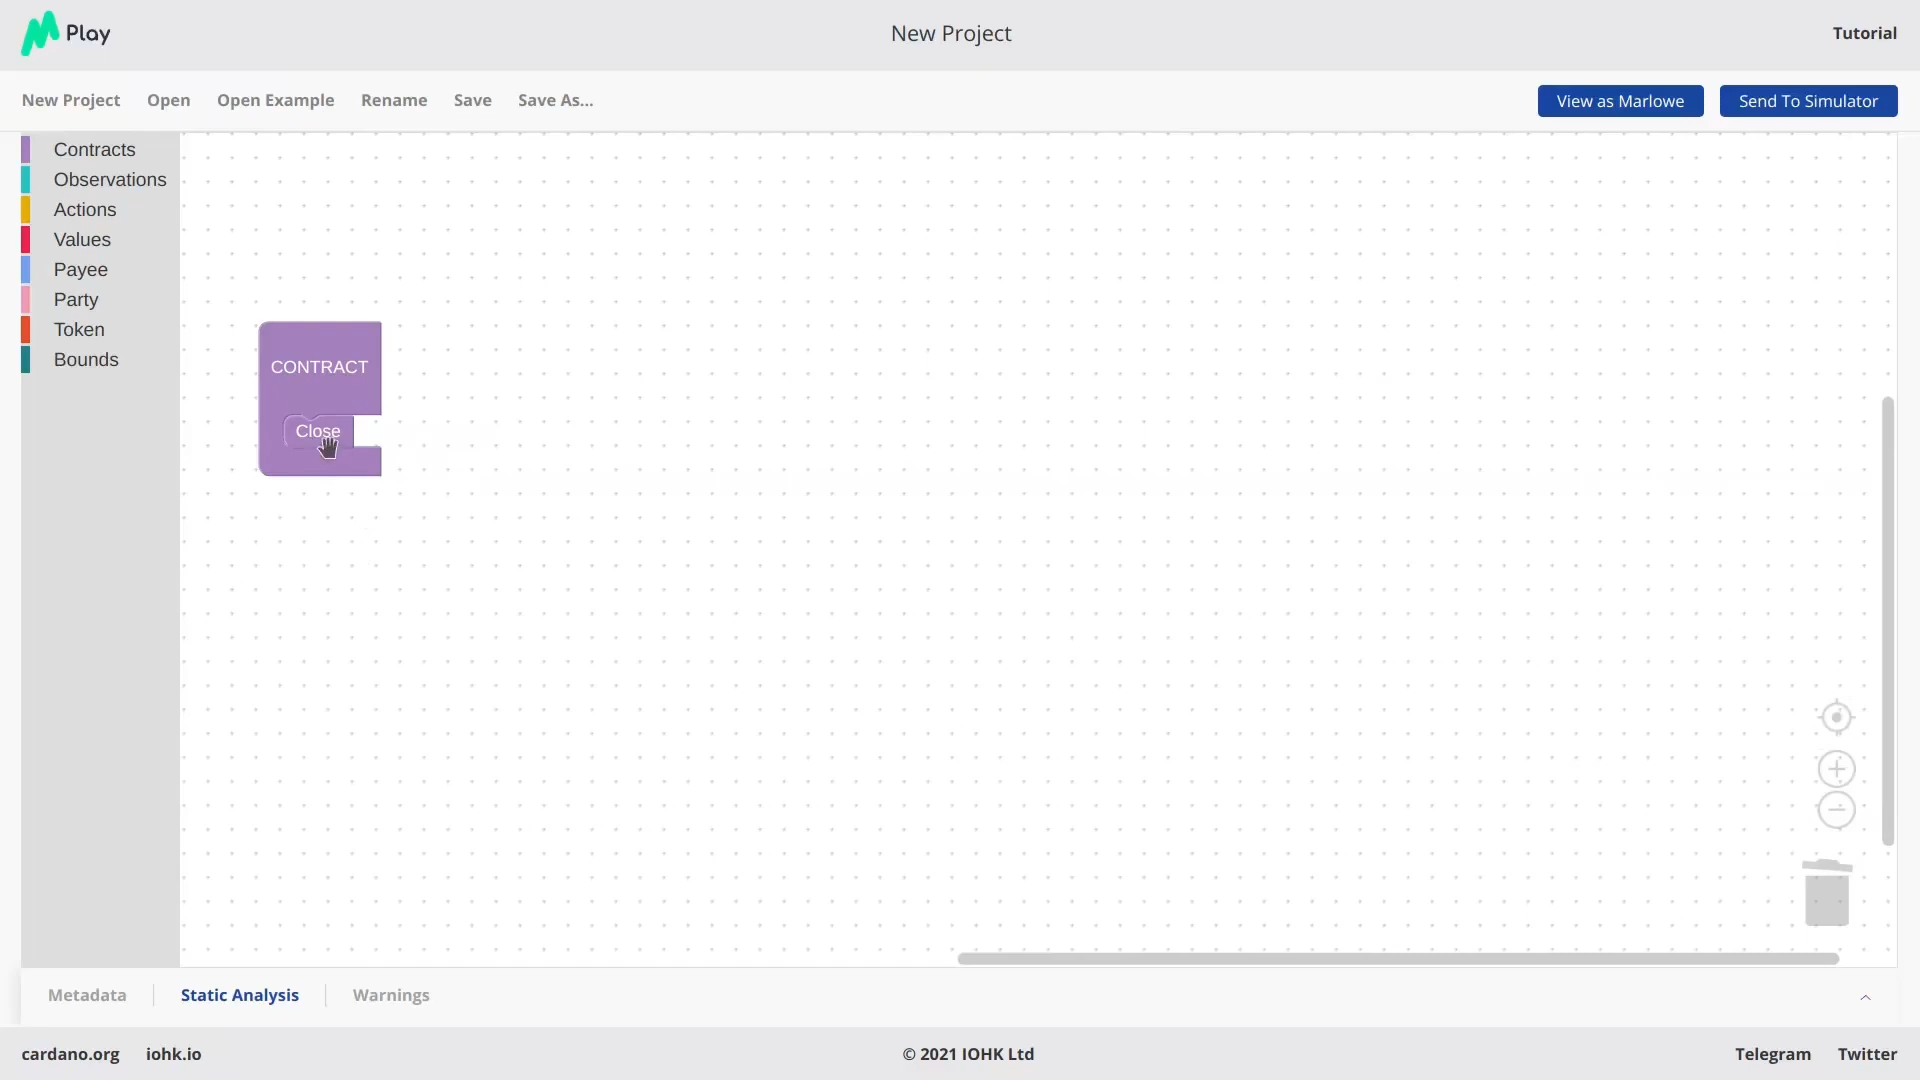 Play
New Project
Tutorial
New Project
Open
Open Example
Rename
Save
Save As...
View as Marlowe
Send To Simulator
Contracts
Observations
Actions
Values
Payee
Party
Token
Bounds
CONTRACT
Close
Metadata
Static Analysis
Warnings
cardano.org
iohk.io
© 2021 IOHK Ltd
Telegram
Twitter